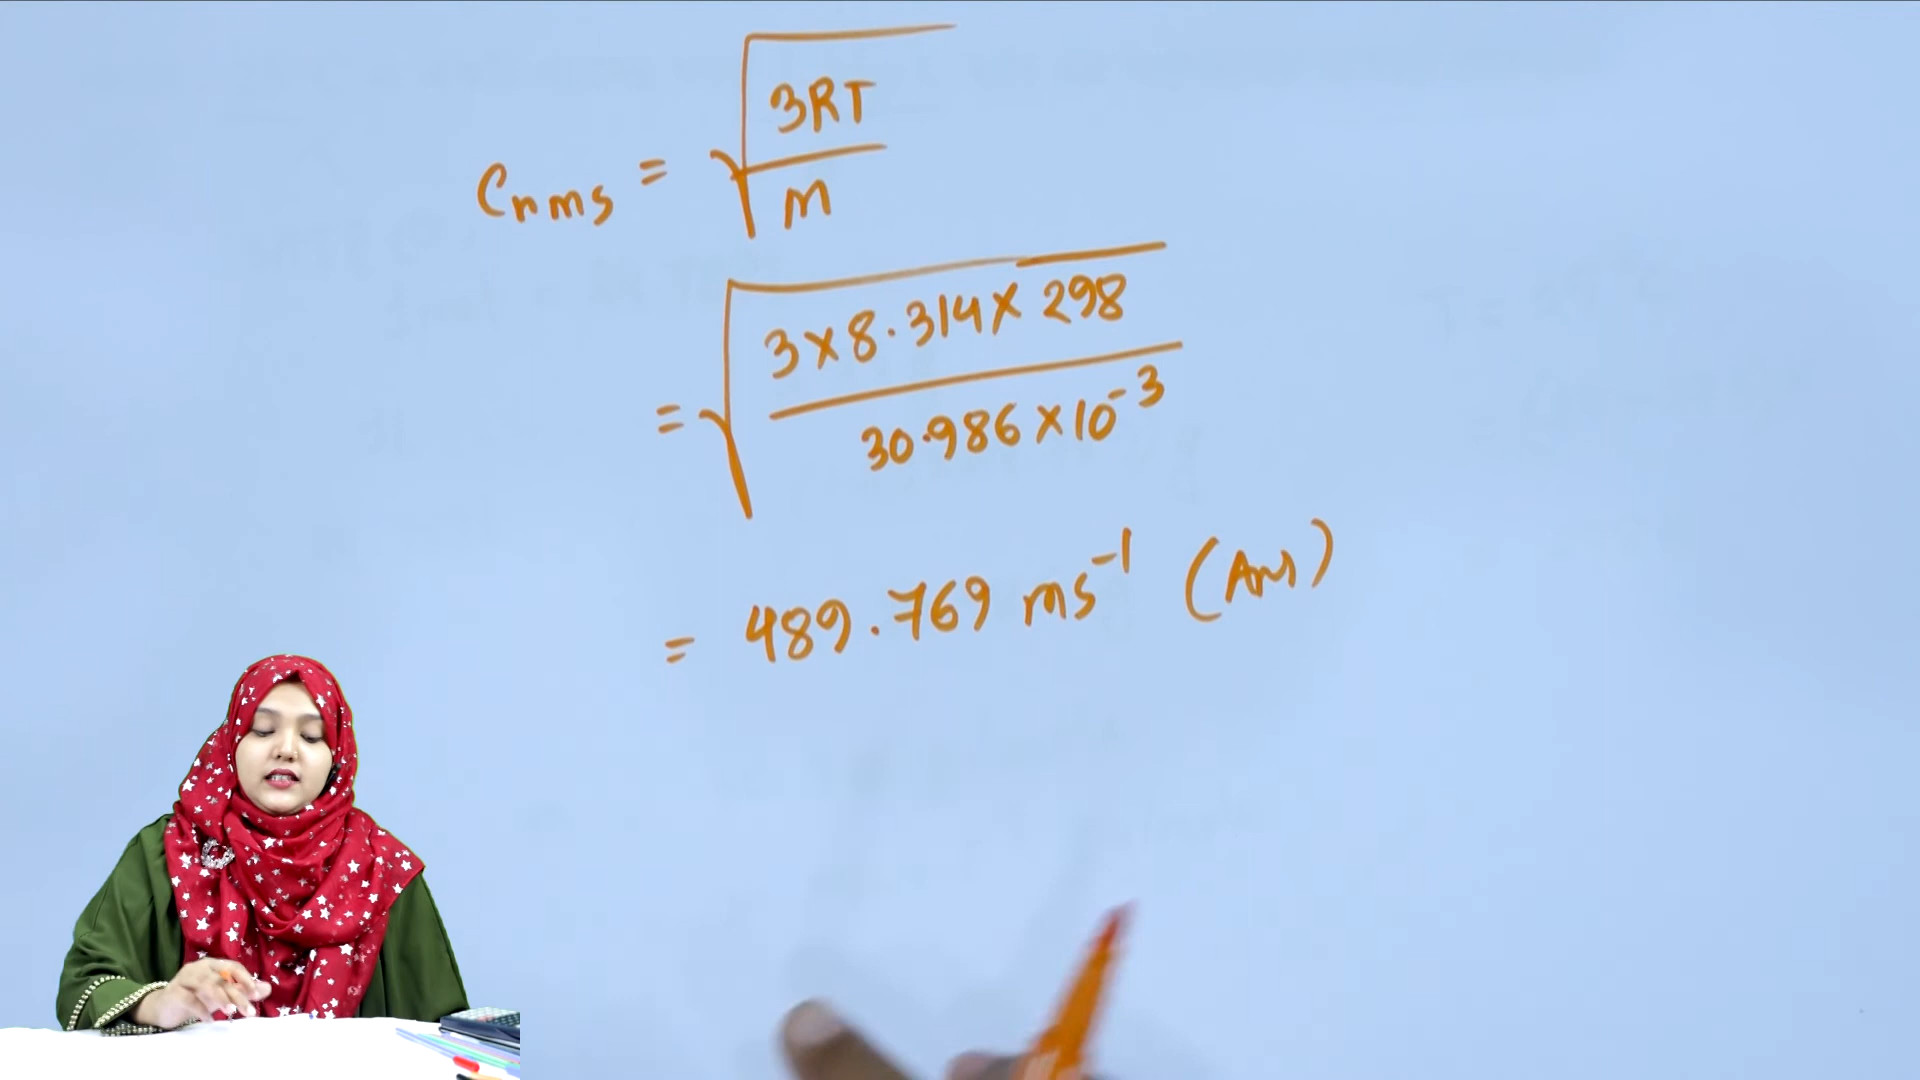 Crms = √3RT/M
= √3×8.314×298/30.986×10⁻³
= 489.769 ms⁻¹ (Ans)